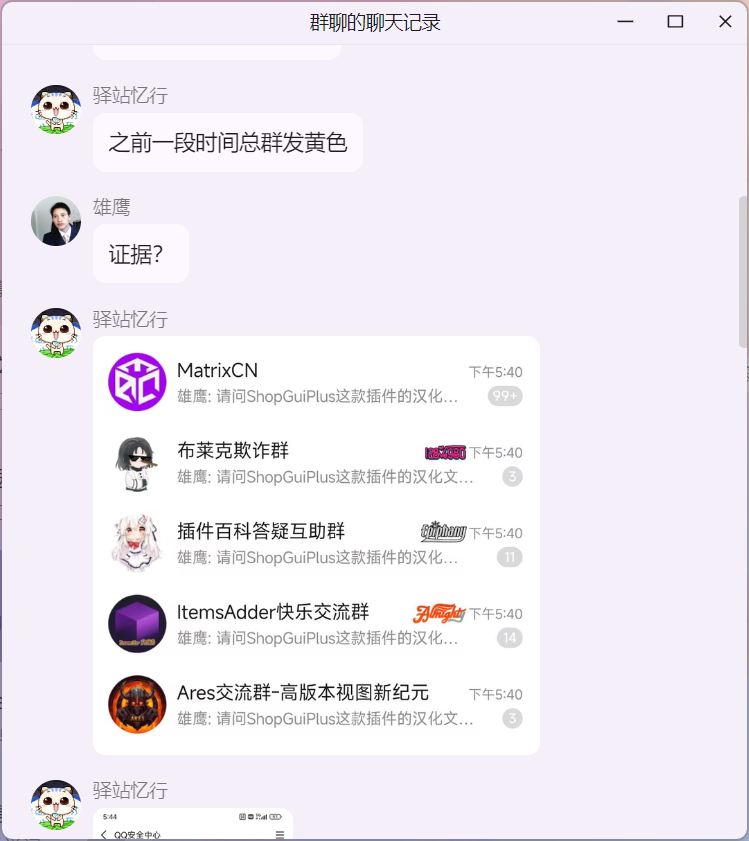 群聊的聊天记录
驿站忆行
之前一段时间总群发黄色
雄鹰
证据？
驿站忆行
MatrixCN
下午5:40
雄鹰: 请问ShopGuiPlus这款插件的汉化…
99+
布莱克欺诈群
下午5:40
雄鹰: 请问ShopGuiPlus这款插件的汉化文…
3
插件百科答疑互助群
Epiphany
下午5:40
雄鹰: 请问ShopGuiPlus这款插件的汉化…
11
ItemsAdder快乐交流群
Almighty
下午5:40
雄鹰: 请问ShopGuiPlus这款插件的汉化…
14
ARES
Ares交流群-高版本视图新纪元
下午5:40
雄鹰: 请问ShopGuiPlus这款插件的汉化文…
3
驿站忆行
5:44
QQ安全中心